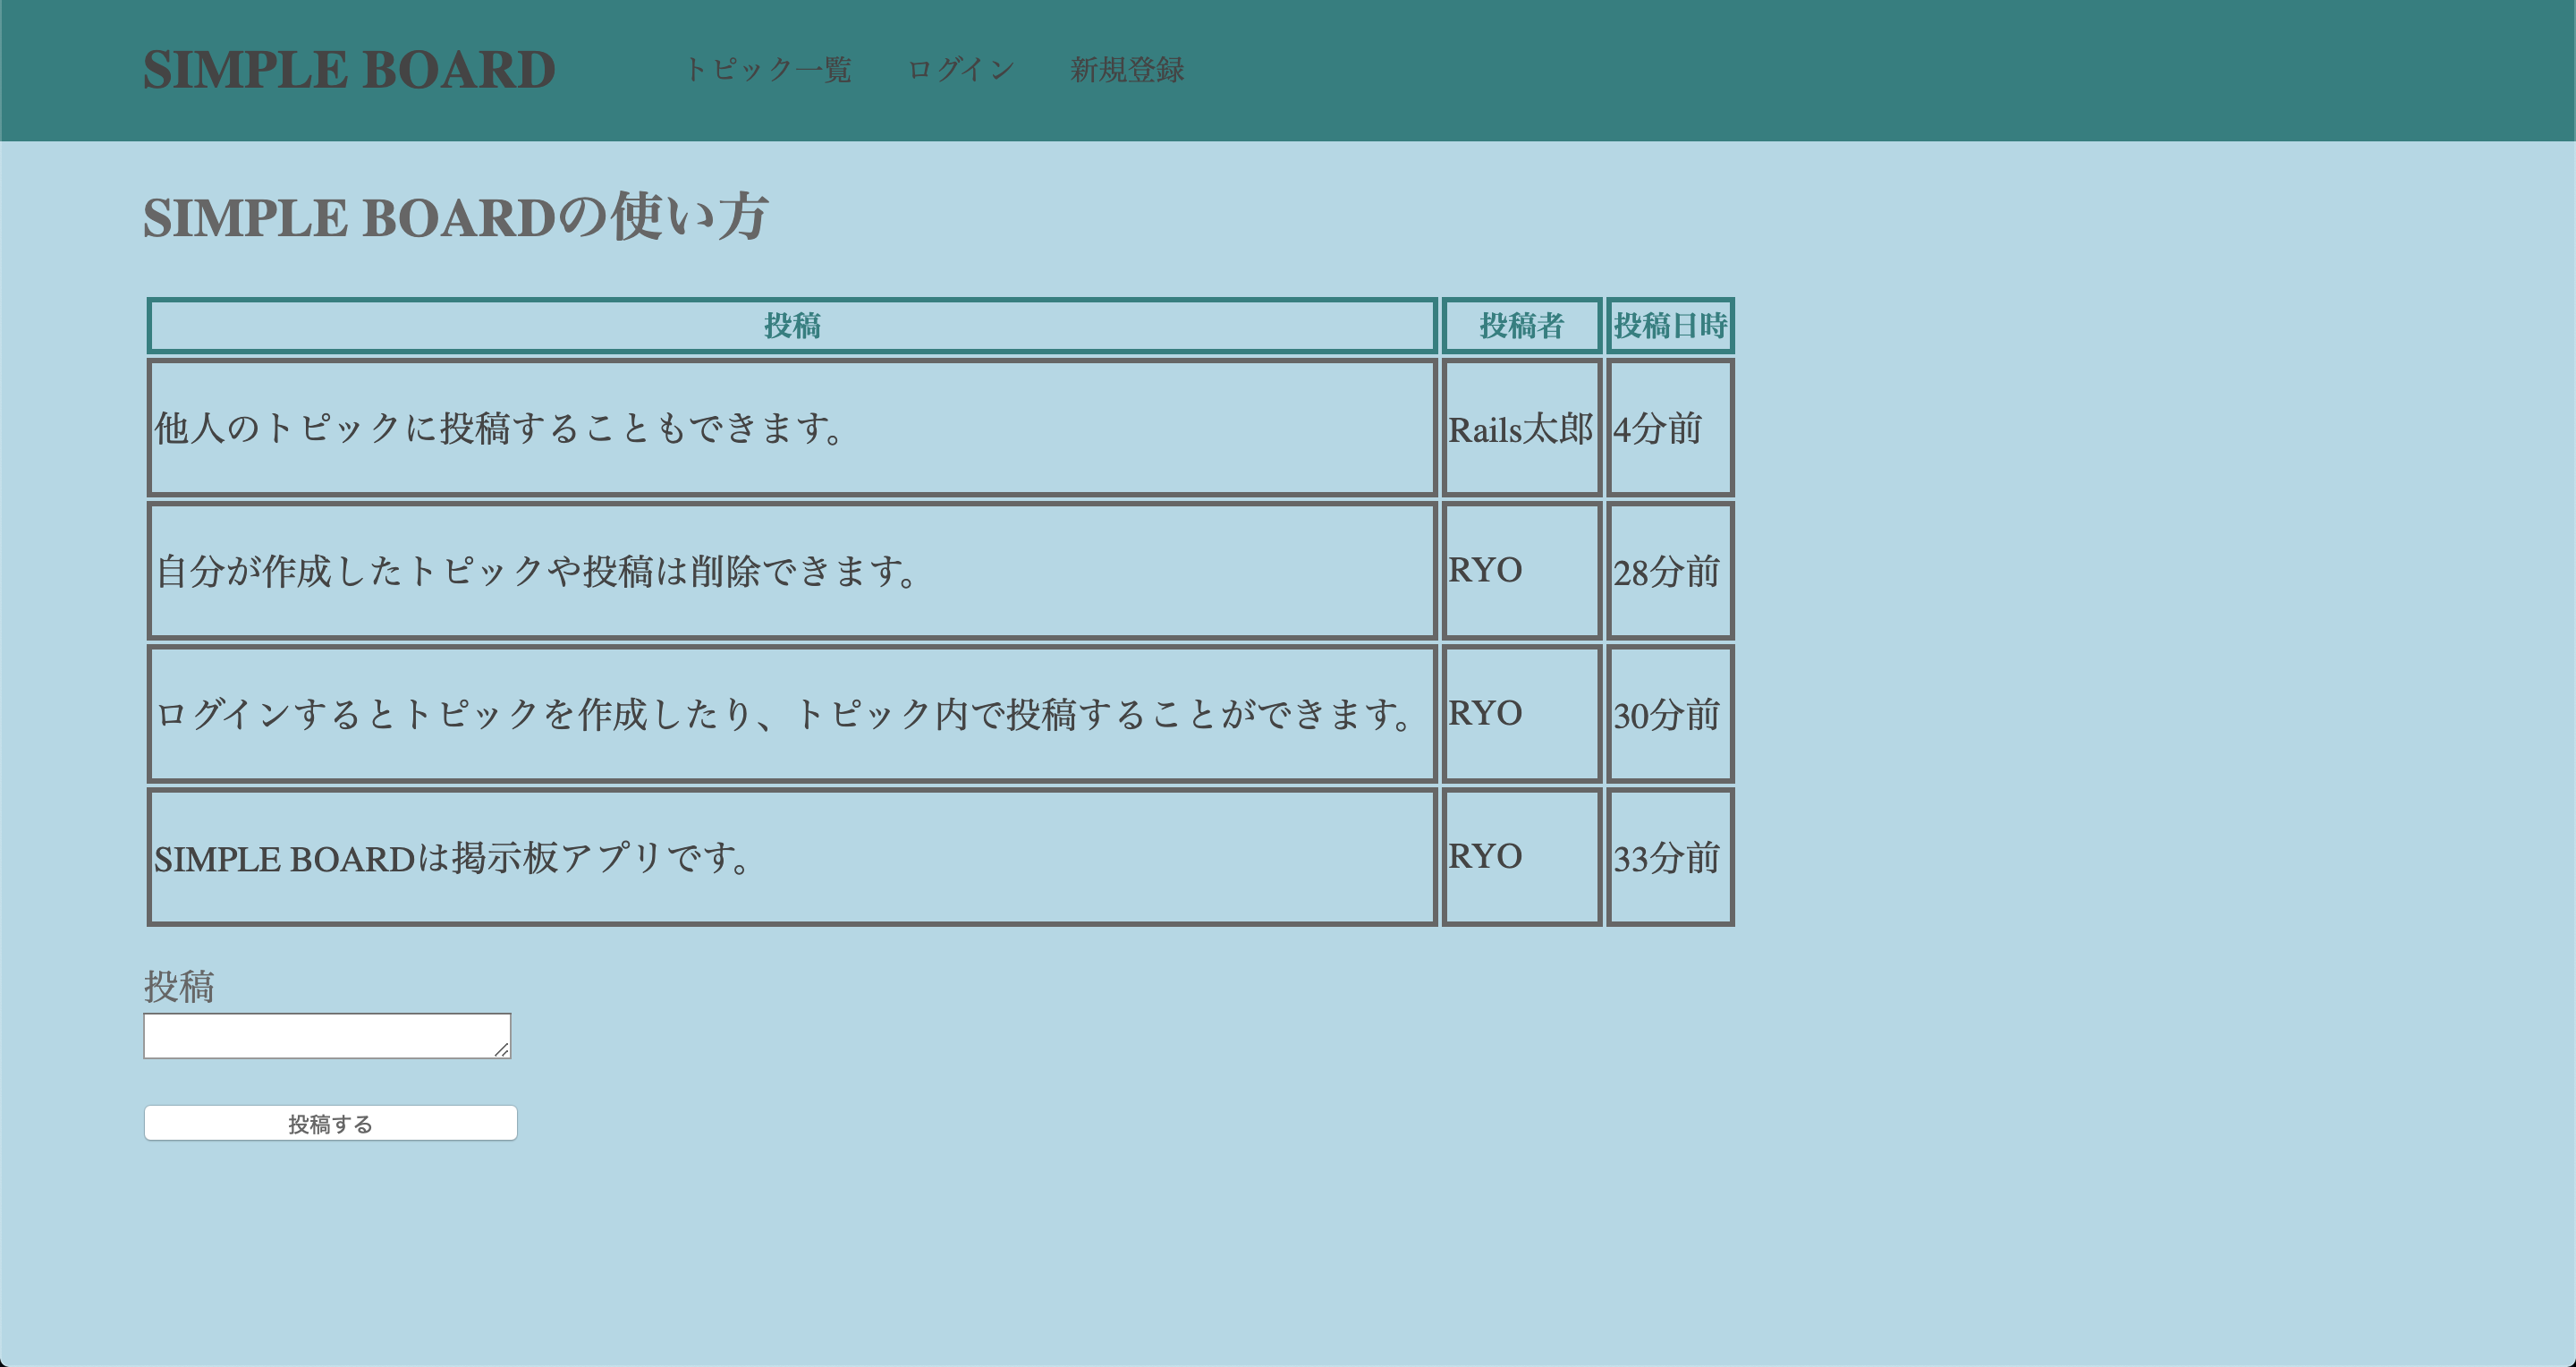 SIMPLE BOARD トピック一覧 ログイン 新規登録
SIMPLE BOARDの使い方
投稿 投稿者 投稿日時
他人のトピックに投稿することもできます。 Rails太郎 4分前
自分が作成したトピックや投稿は削除できます。 RYO 28分前
ログインするとトピックを作成したり、トピック内で投稿することができます。 RYO 30分前
SIMPLE BOARDは掲示板アプリです。 RYO 33分前
投稿
投稿する